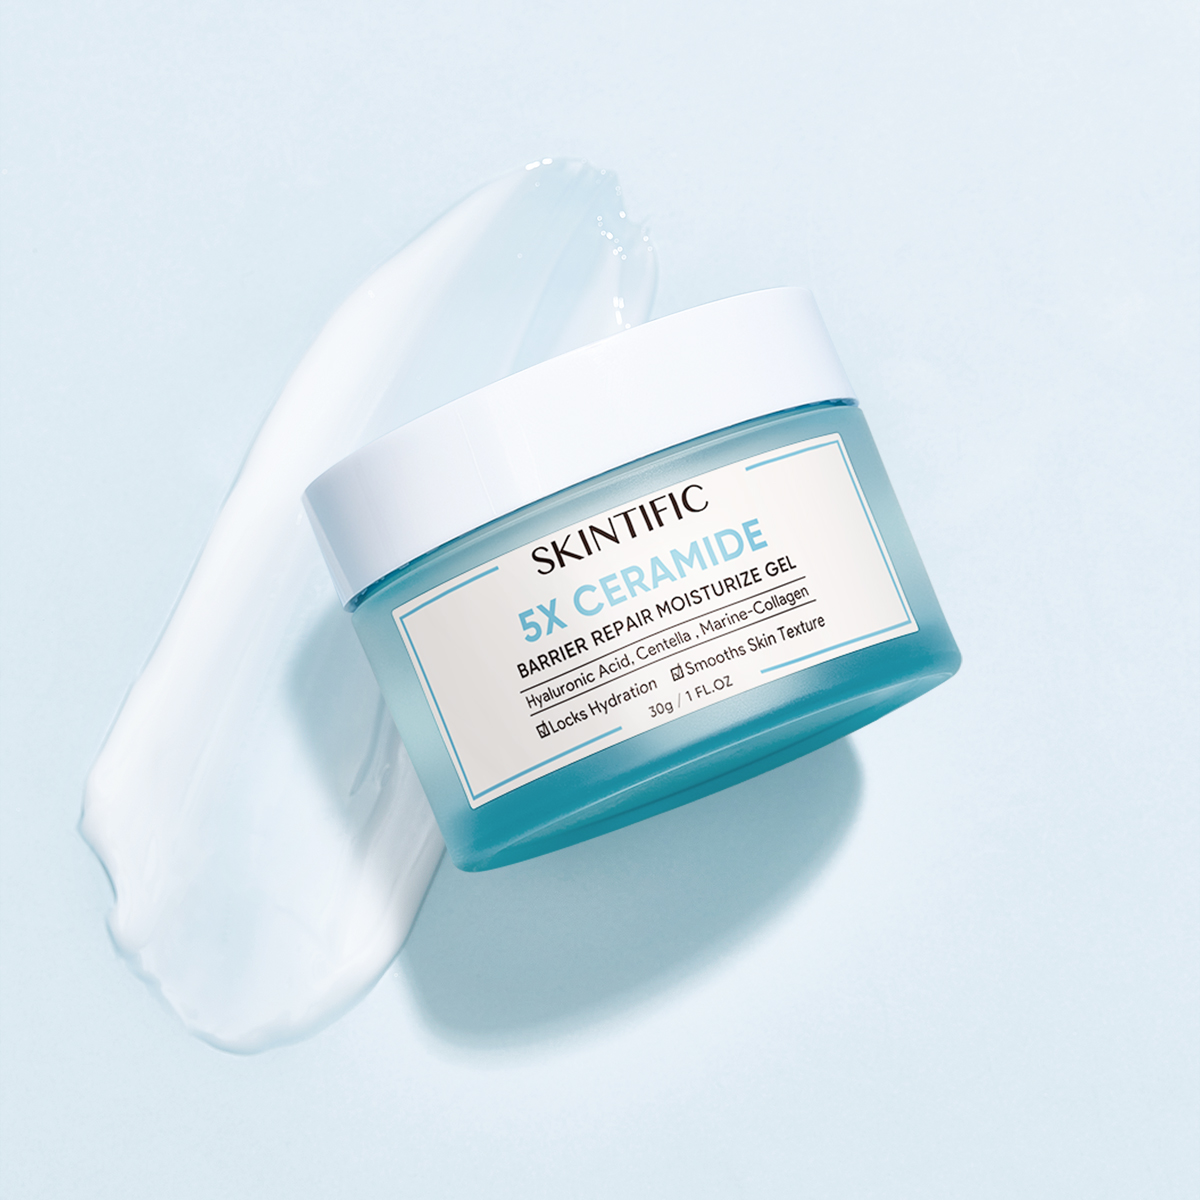 SKINTIFIC
5X CERAMIDE
BARRIER REPAIR MOISTURIZE GEL
Hyaluronic Acid, Centella , Marine-Collagen
☑Locks Hydration ☑Smooths Skin Texture
30g / 1 FL.OZ